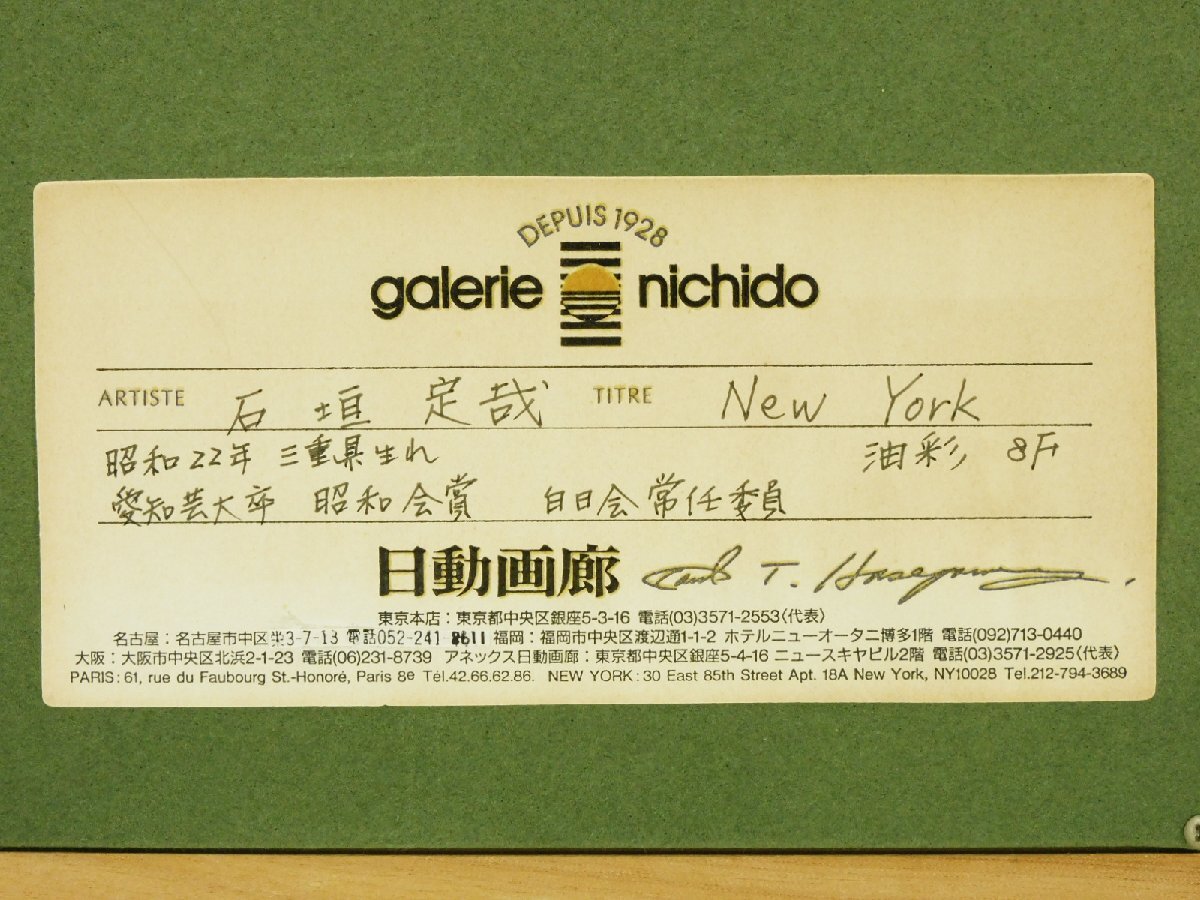 DEPUIS 1928
galerie nichido
ARTISTE 石垣 定哉 TITRE New York
昭和22年 三重県生れ 油彩 8F
愛知芸大卒 昭和会賞 白日会常任委員
日動画廊 T. Hasegawa
東京本店：東京都中央区銀座5-3-16 電話(03)3571-2553〈代表〉
名古屋：名古屋市中区栄3-7-13 電話052-241-8611 福岡：福岡市中央区渡辺通1-1-2 ホテルニューオータニ博多1階 電話(092)713-0440
大阪：大阪市中央区北浜2-1-23 電話(06)231-8739 アネックス日動画廊：東京都中央区銀座5-4-16 ニュースキヤビル2階 電話(03)3571-2925〈代表〉
PARIS: 61, rue du Faubourg St.-Honoré, Paris 8e Tél.42.66.62.86. NEW YORK: 30 East 85th Street Apt. 18A New York, NY10028 Tel.212-794-3689